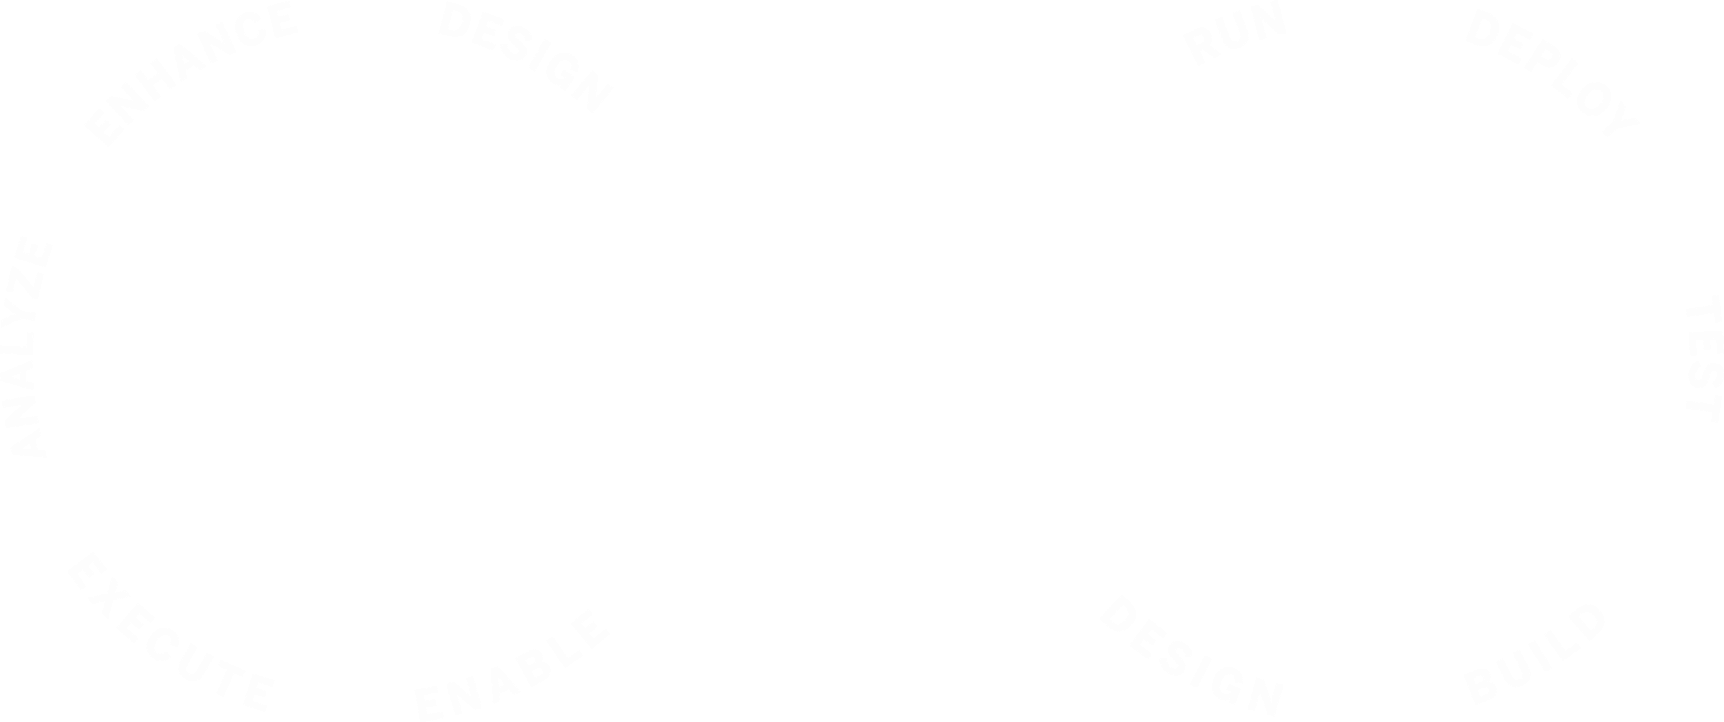 ENHANCE
DESIGN
RUN
DEPLOY
ANALYZE
TEST
EXECUTE
ENABLE
DESIGN
BUILD